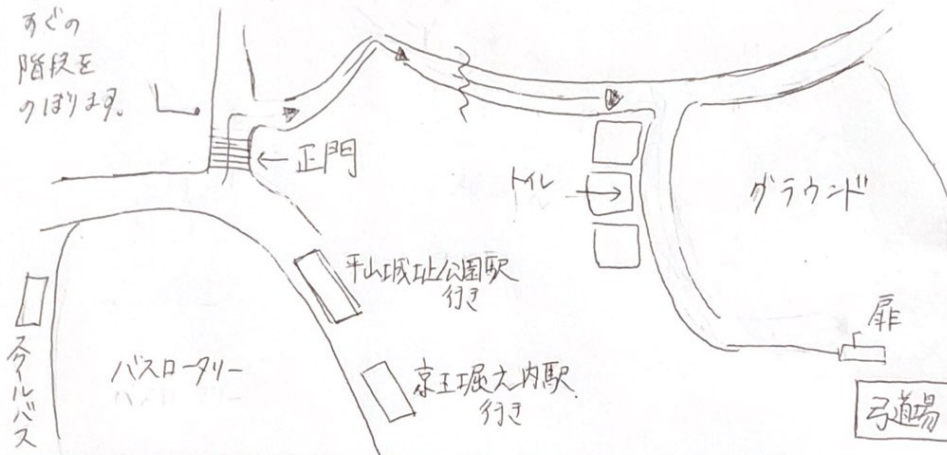 すぐの
階段を
のぼります。
正門
トイレ
グラウンド
平山城址公園駅
行き
扉
スクールバス
バスロータリー
京王堀之内駅
行き
弓道場